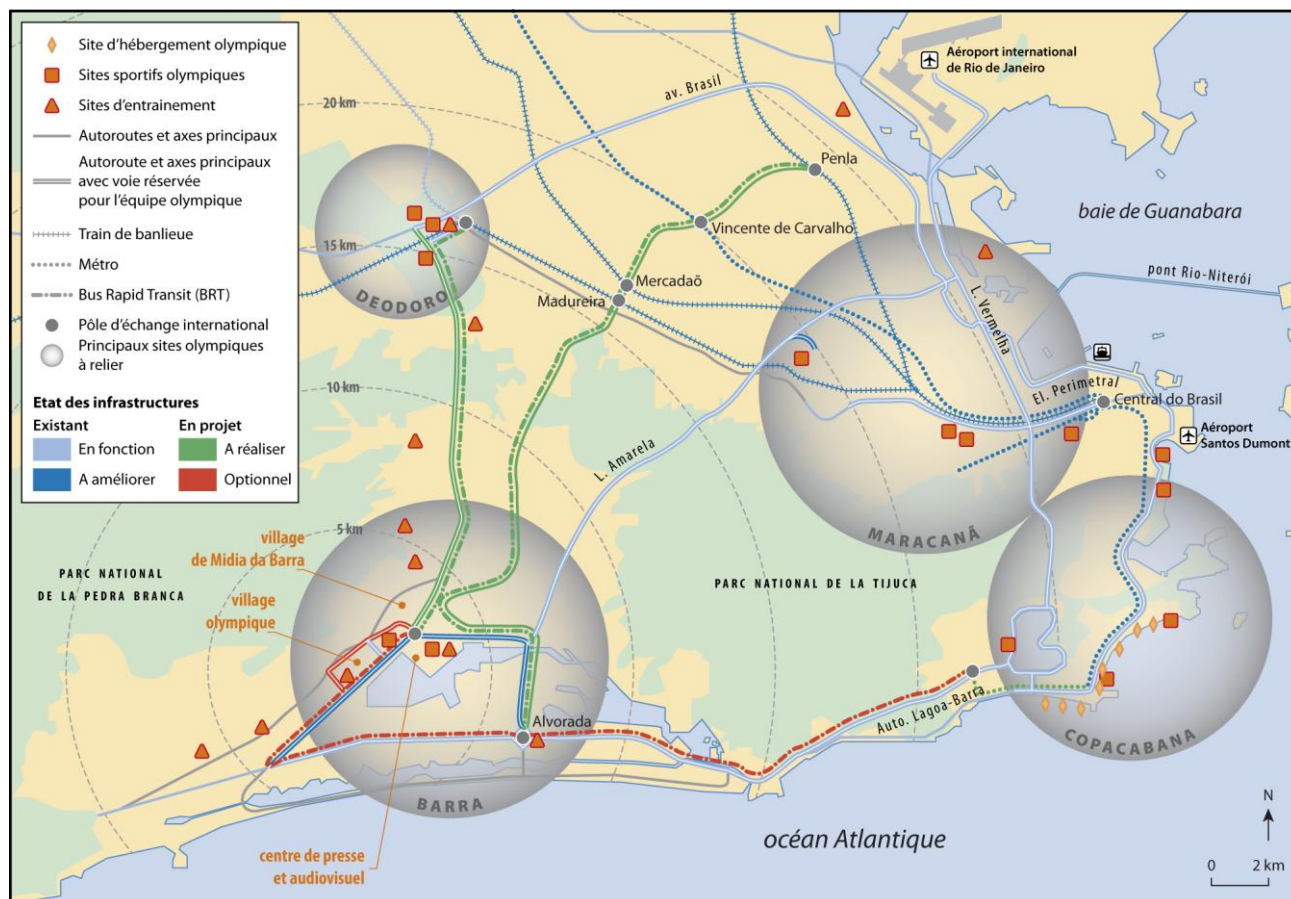 Site d'hébergement olympique
Sites sportifs olympiques
Sites d'entrainement
Autoroutes et axes principaux
Autoroute et axes principaux
avec voie réservée
pour l'équipe olympique
Train de banlieue
Métro
Bus Rapid Transit (BRT)
Pôle d'échange international
Principaux sites olympiques
à relier
Etat des infrastructures
Existant
En projet
En fonction
A réaliser
A améliorer
Optionnel
20 km
15 km
10 km
5 km
av. Brasil
Aéroport international
de Rio de Janeiro
Penla
baie de Guanabara
Vincente de Carvalho
pont Rio-Niterói
Mercadaõ
Madureira
DEODORO
L. Vermelha
El. Perimetral
Central do Brasil
Aéroport
Santos Dumont
L. Amarela
MARACANÃ
village
de Midia da Barra
village
olympique
PARC NATIONAL
DE LA PEDRA BRANCA
PARC NATIONAL DE LA TIJUCA
Alvorada
Auto. Lagoa-Barra
COPACABANA
BARRA
centre de presse
et audiovisuel
océan Atlantique
N
0 2 km